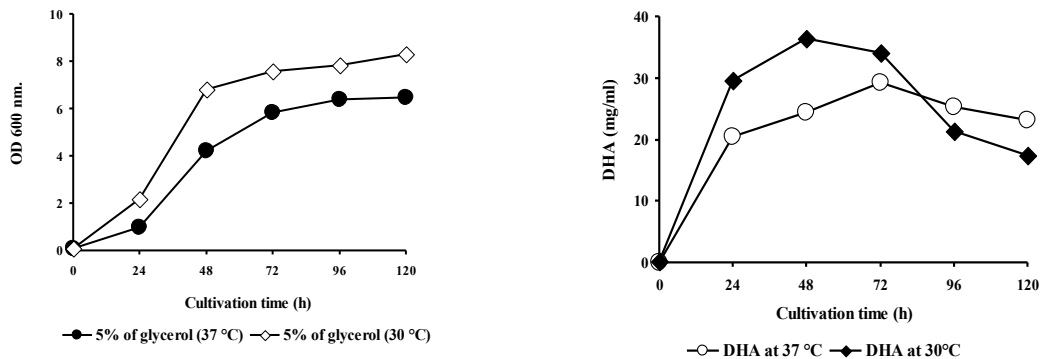 OD 600 nm.
8
6
4
2
0
0 24 48 72 96 120
Cultivation time (h)
5% of glycerol (37 °C) 5% of glycerol (30 °C)
DHA (mg/ml)
40
30
20
10
0
0 24 48 72 96 120
Cultivation time (h)
DHA at 37 °C DHA at 30°C